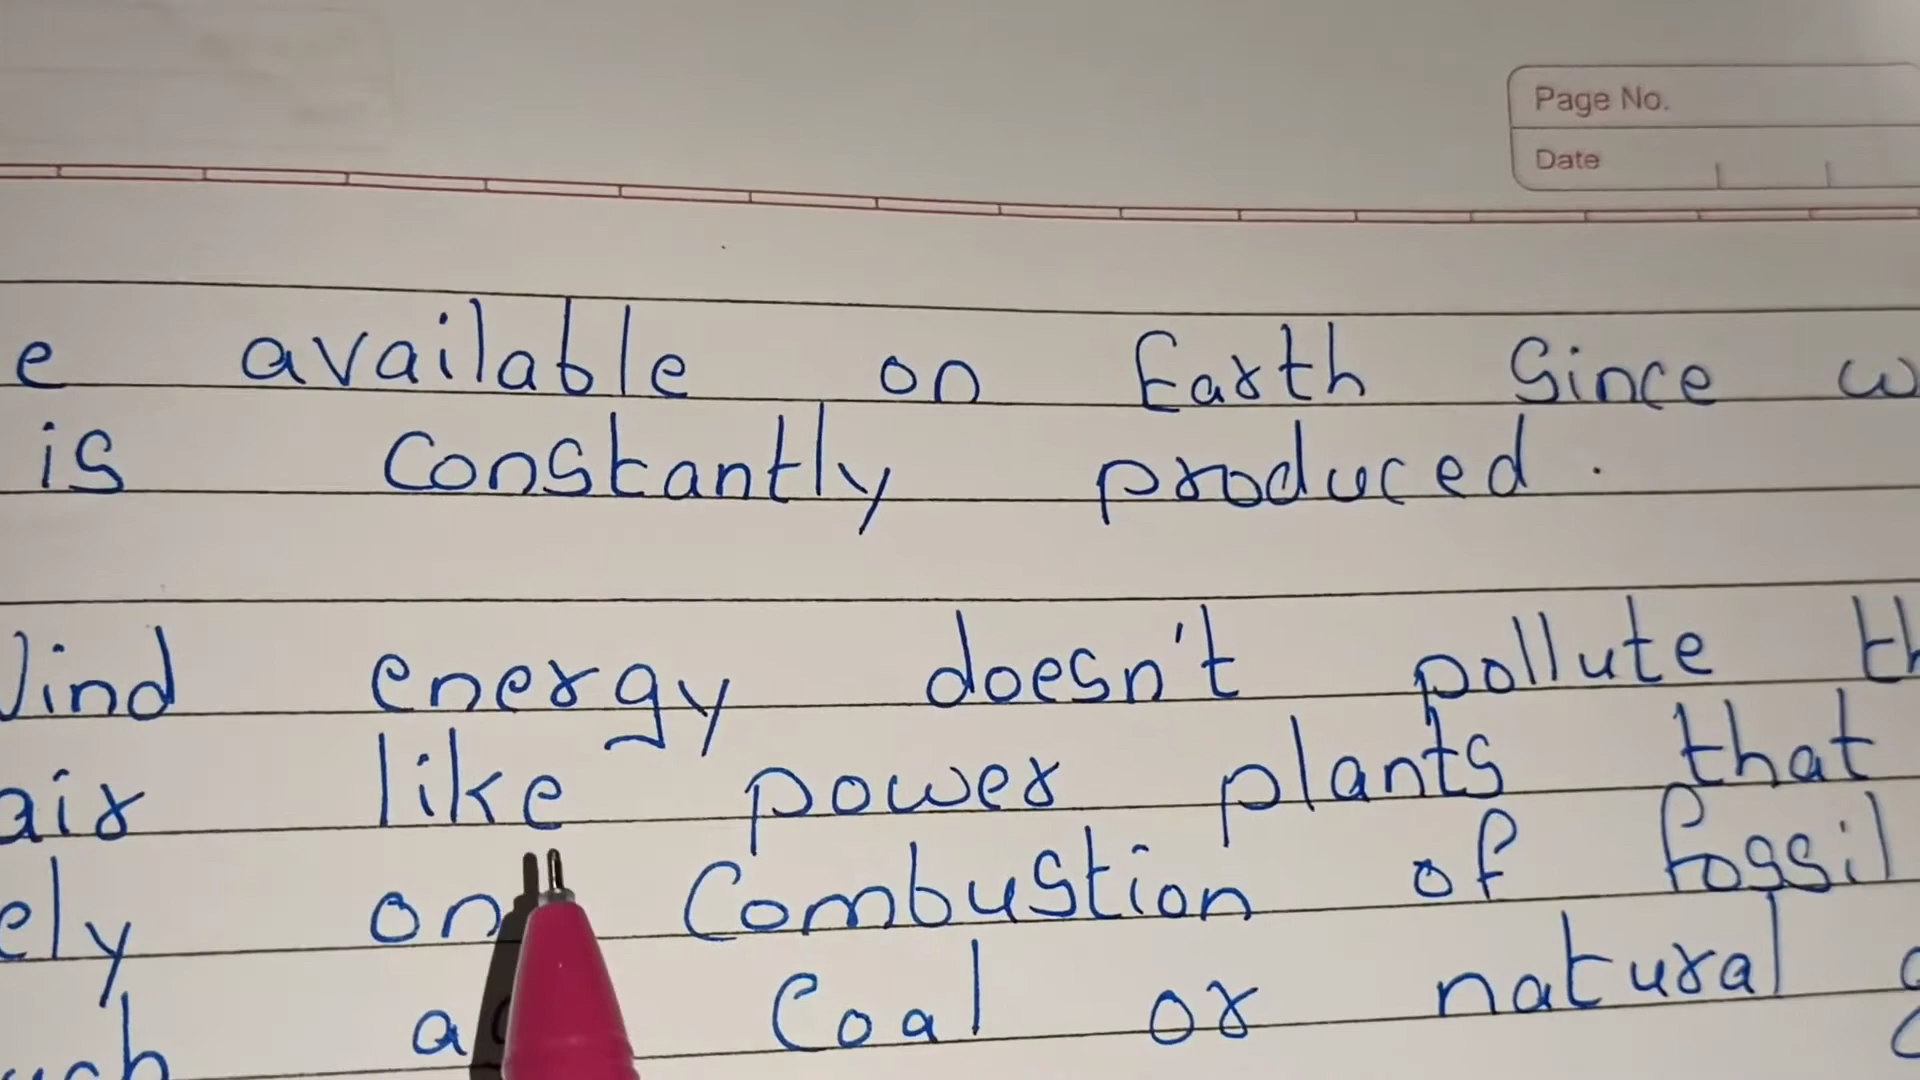 Page No.
Date
e available on Earth Since w
is Constantly produced.
Wind energy doesn't pollute th
air like power plants that
ely on Combustion of fossil
Coal or natural g